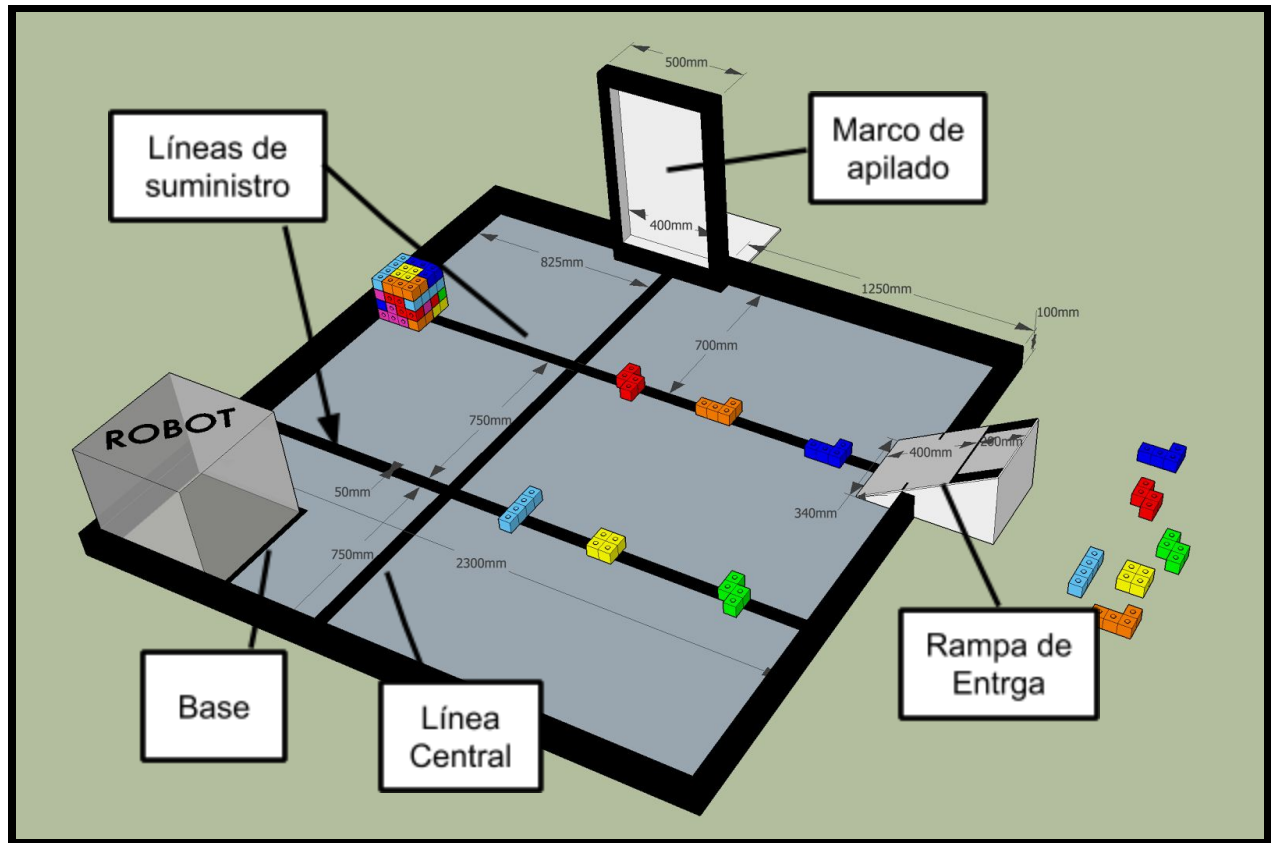 500mm
Líneas de
suministro
Marco de
apilado
400mm
825mm
1250mm
100mm
700mm
ROBOT
750mm
400mm
200mm
50mm
340mm
750mm
2300mm
Rampa de
Entrga
Base
Línea
Central